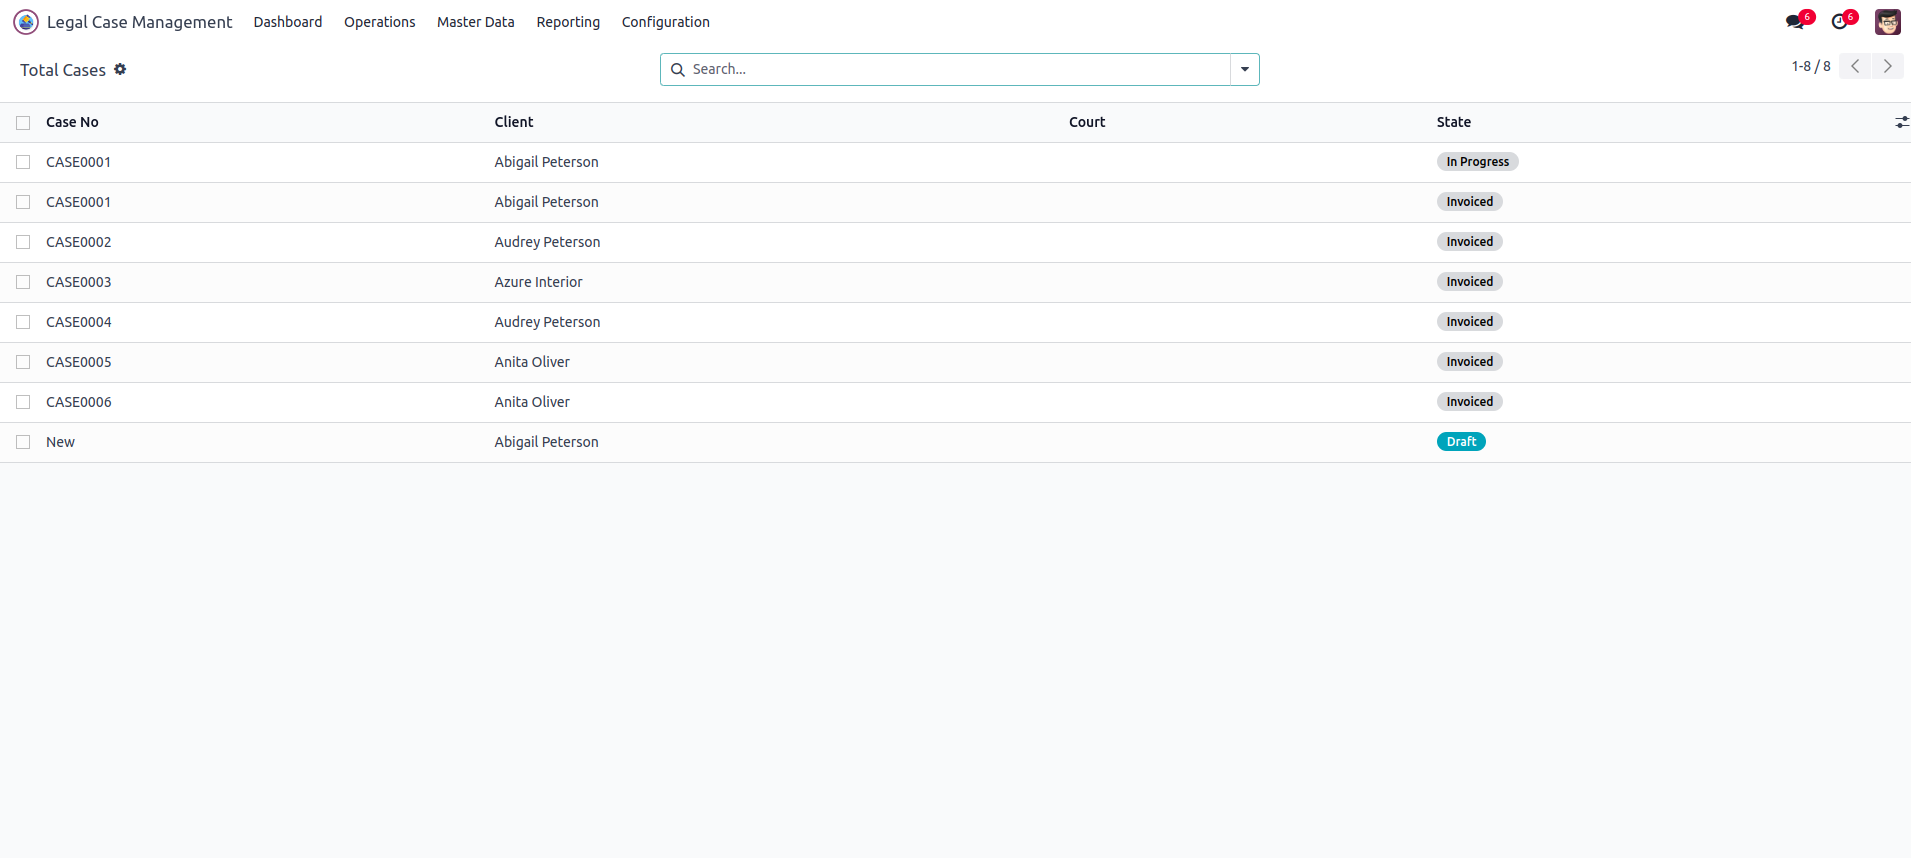 Legal Case Management Dashboard Operations Master Data Reporting Configuration 6 6
Total Cases Search... 1-8 / 8
Case No Client Court State
CASE0001 Abigail Peterson In Progress
CASE0001 Abigail Peterson Invoiced
CASE0002 Audrey Peterson Invoiced
CASE0003 Azure Interior Invoiced
CASE0004 Audrey Peterson Invoiced
CASE0005 Anita Oliver Invoiced
CASE0006 Anita Oliver Invoiced
New Abigail Peterson Draft